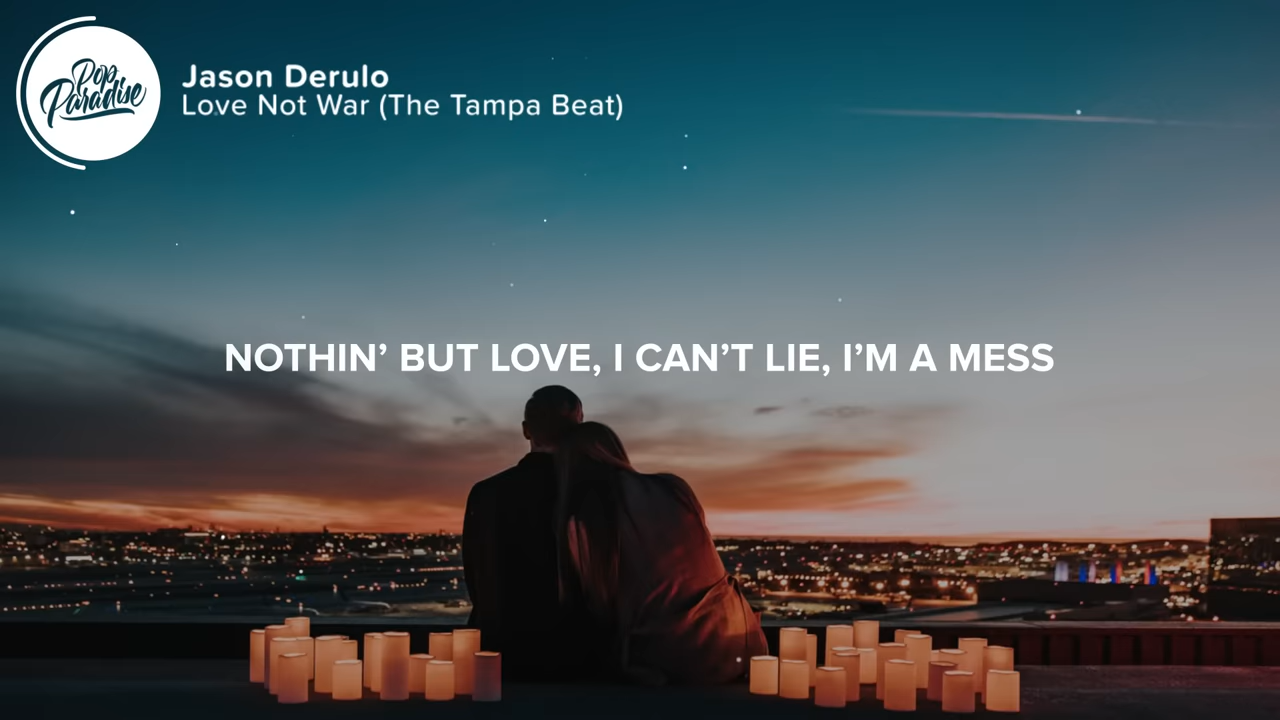 Pop
Paradise
Jason Derulo
Love Not War (The Tampa Beat)
NOTHIN’ BUT LOVE, I CAN’T LIE, I’M A MESS